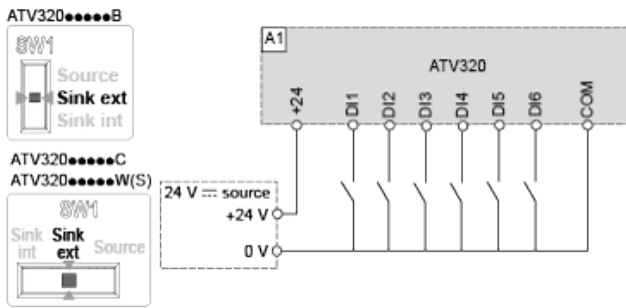 ATV320●●●●●B
SW1
Source
Sink ext
Sink int
ATV320●●●●●C
ATV320●●●●●W(S)
SW1
Sink int
Sink ext
Source
A1
ATV320
+24
DI1
DI2
DI3
DI4
DI5
DI6
COM
24 V ⎓ source
+24 V
0 V